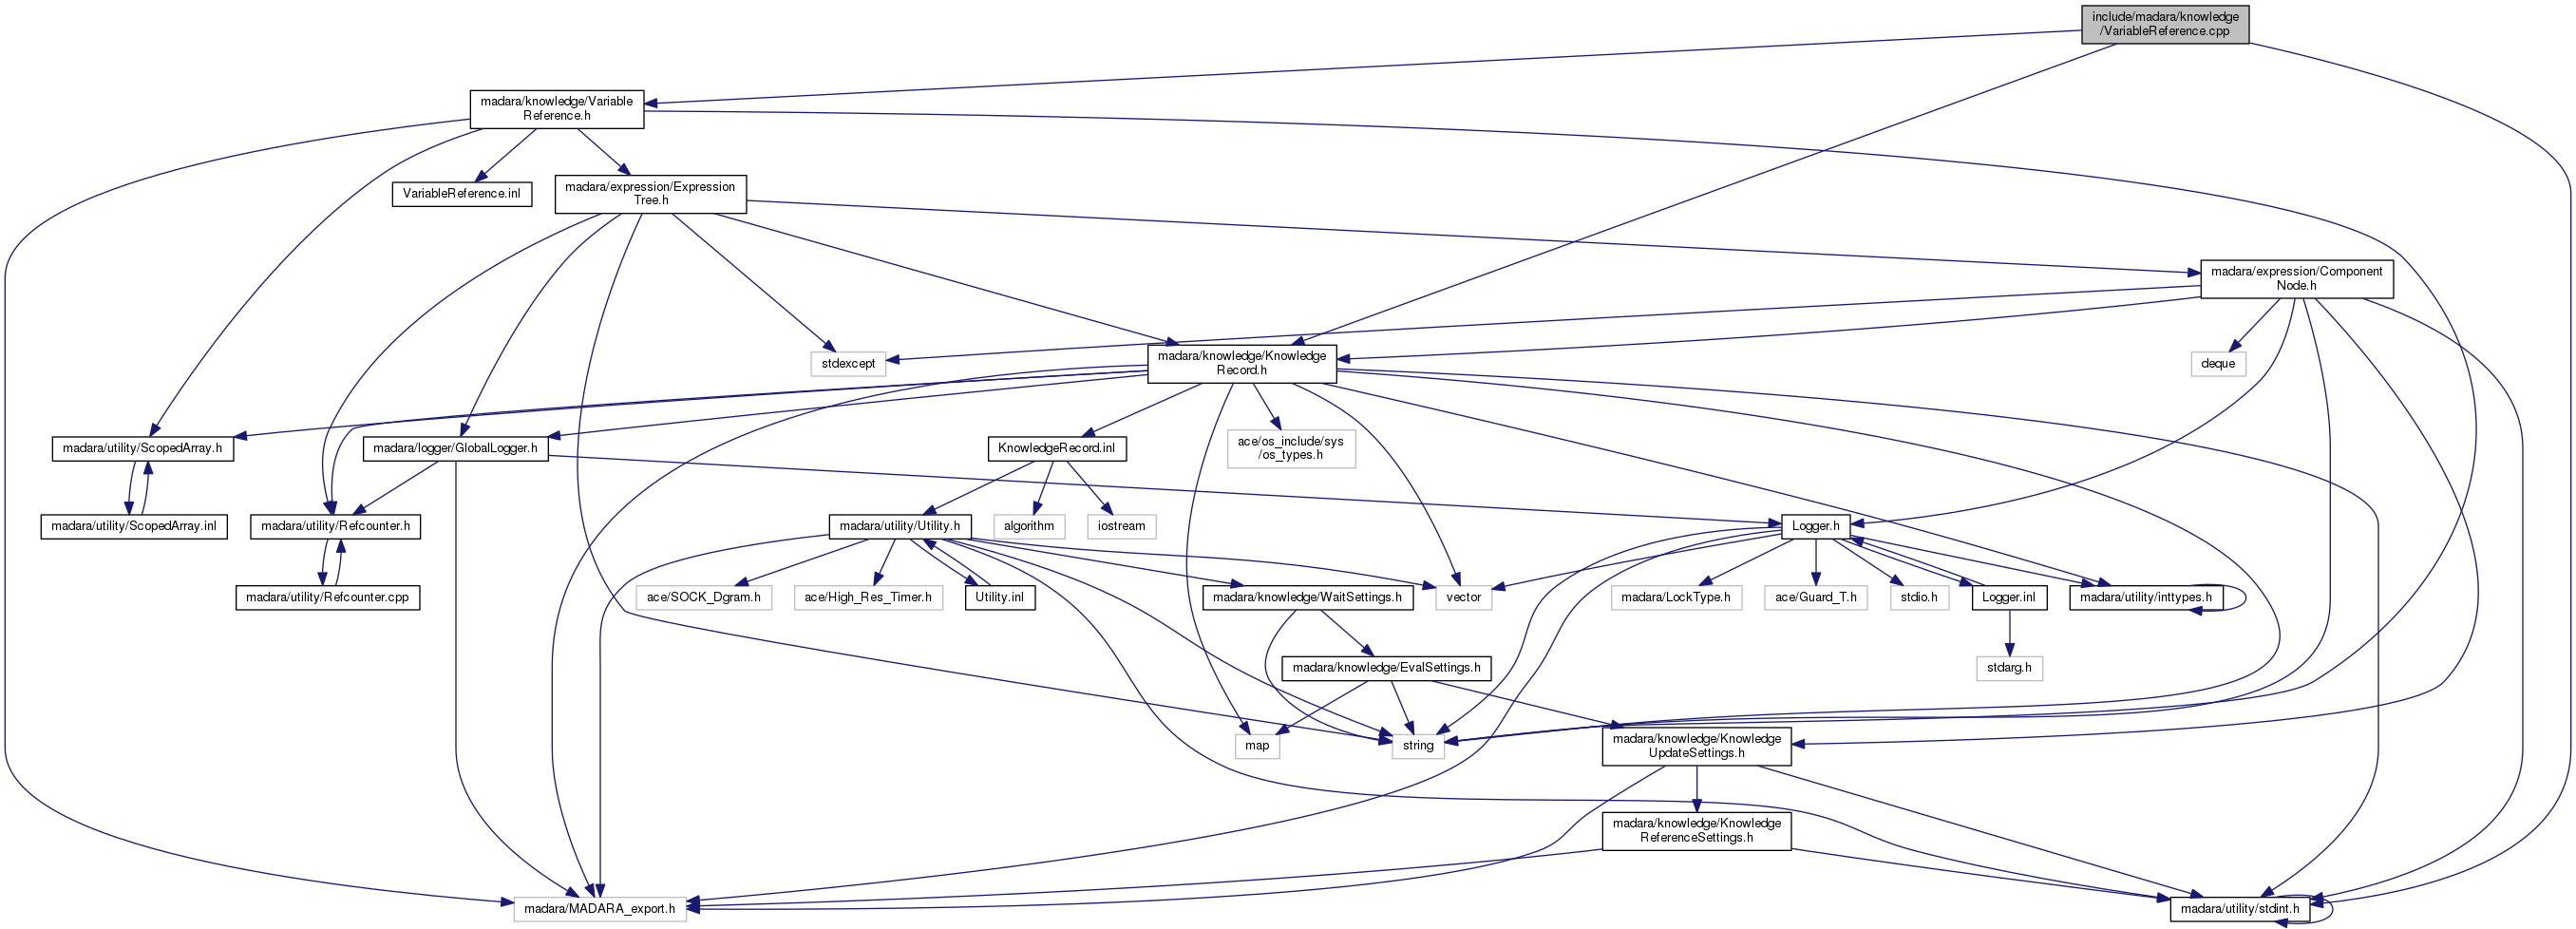 include/madara/knowledge
/VariableReference.cpp
madara/knowledge/Variable
Reference.h
VariableReference.inl
madara/expression/Expression
Tree.h
madara/expression/Component
Node.h
stdexcept
madara/knowledge/Knowledge
Record.h
deque
madara/utility/ScopedArray.h
madara/logger/GlobalLogger.h
KnowledgeRecord.inl
ace/os_include/sys
/os_types.h
madara/utility/ScopedArray.inl
madara/utility/Refcounter.h
madara/utility/Utility.h
algorithm
iostream
Logger.h
madara/utility/Refcounter.cpp
ace/SOCK_Dgram.h
ace/High_Res_Timer.h
Utility.inl
madara/knowledge/WaitSettings.h
vector
madara/LockType.h
ace/Guard_T.h
stdio.h
Logger.inl
madara/utility/inttypes.h
madara/knowledge/EvalSettings.h
stdarg.h
map
string
madara/knowledge/Knowledge
UpdateSettings.h
madara/knowledge/Knowledge
ReferenceSettings.h
madara/MADARA_export.h
madara/utility/stdint.h